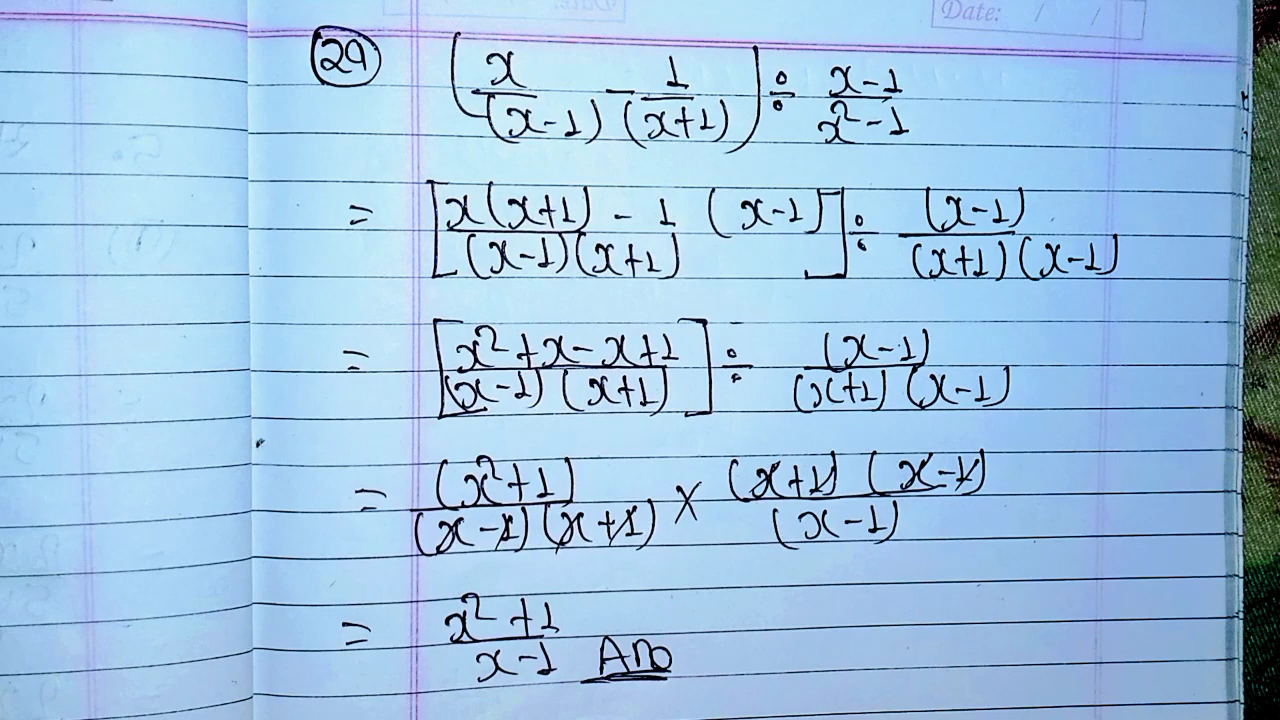 Date: / /
29 (x/(x-1) - 1/(x+1)) ÷ (x-1)/(x²-1)
= [x(x+1) - 1 (x-1)/(x-1)(x+1)] ÷ (x-1)/(x+1)(x-1)
= [x²+x-x+1/(x-1)(x+1)] ÷ (x-1)/(x+1)(x-1)
= (x²+1)/(x-1)(x+1) × (x+1)(x-1)/(x-1)
= x²+1/x-1 Ans